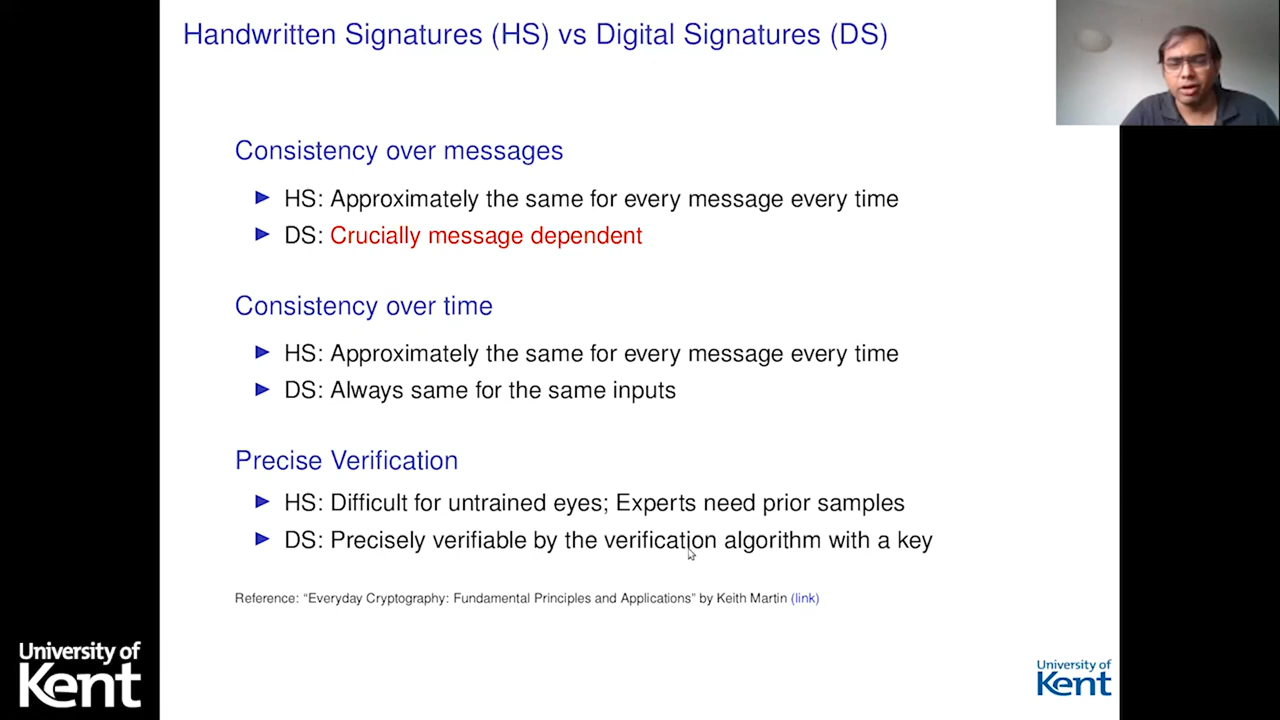 Handwritten Signatures (HS) vs Digital Signatures (DS)
Consistency over messages
HS: Approximately the same for every message every time
DS: Crucially message dependent
Consistency over time
HS: Approximately the same for every message every time
DS: Always same for the same inputs
Precise Verification
HS: Difficult for untrained eyes; Experts need prior samples
DS: Precisely verifiable by the verification algorithm with a key
Reference: “Everyday Cryptography: Fundamental Principles and Applications” by Keith Martin (link)
University of
Kent
University of
Kent